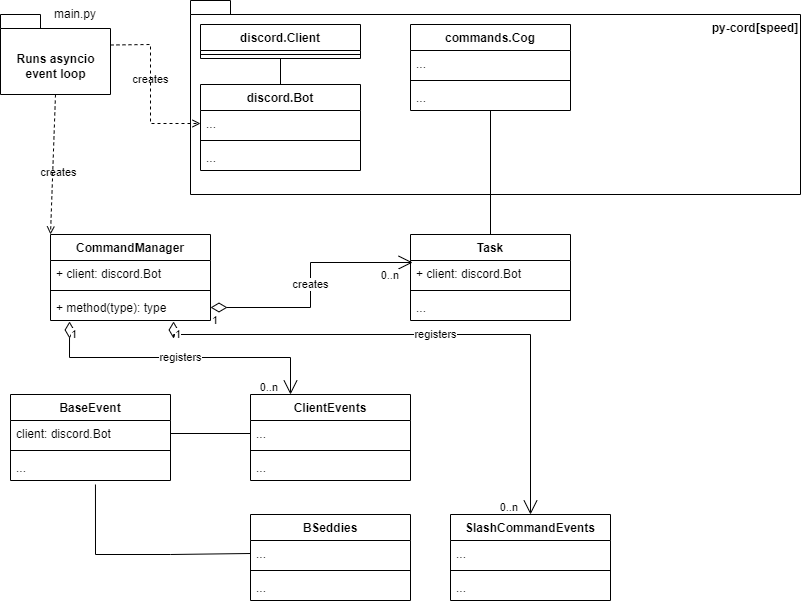 main.py
Runs asyncio
event loop
creates
creates
py-cord[speed]
discord.Client
discord.Bot
...
...
commands.Cog
...
...
CommandManager
+ client: discord.Bot
+ method(type): type
1
creates
0..n
Task
+ client: discord.Bot
...
1
registers
0..n
1
registers
0..n
BaseEvent
client: discord.Bot
...
ClientEvents
...
...
BSeddies
...
...
SlashCommandEvents
...
...